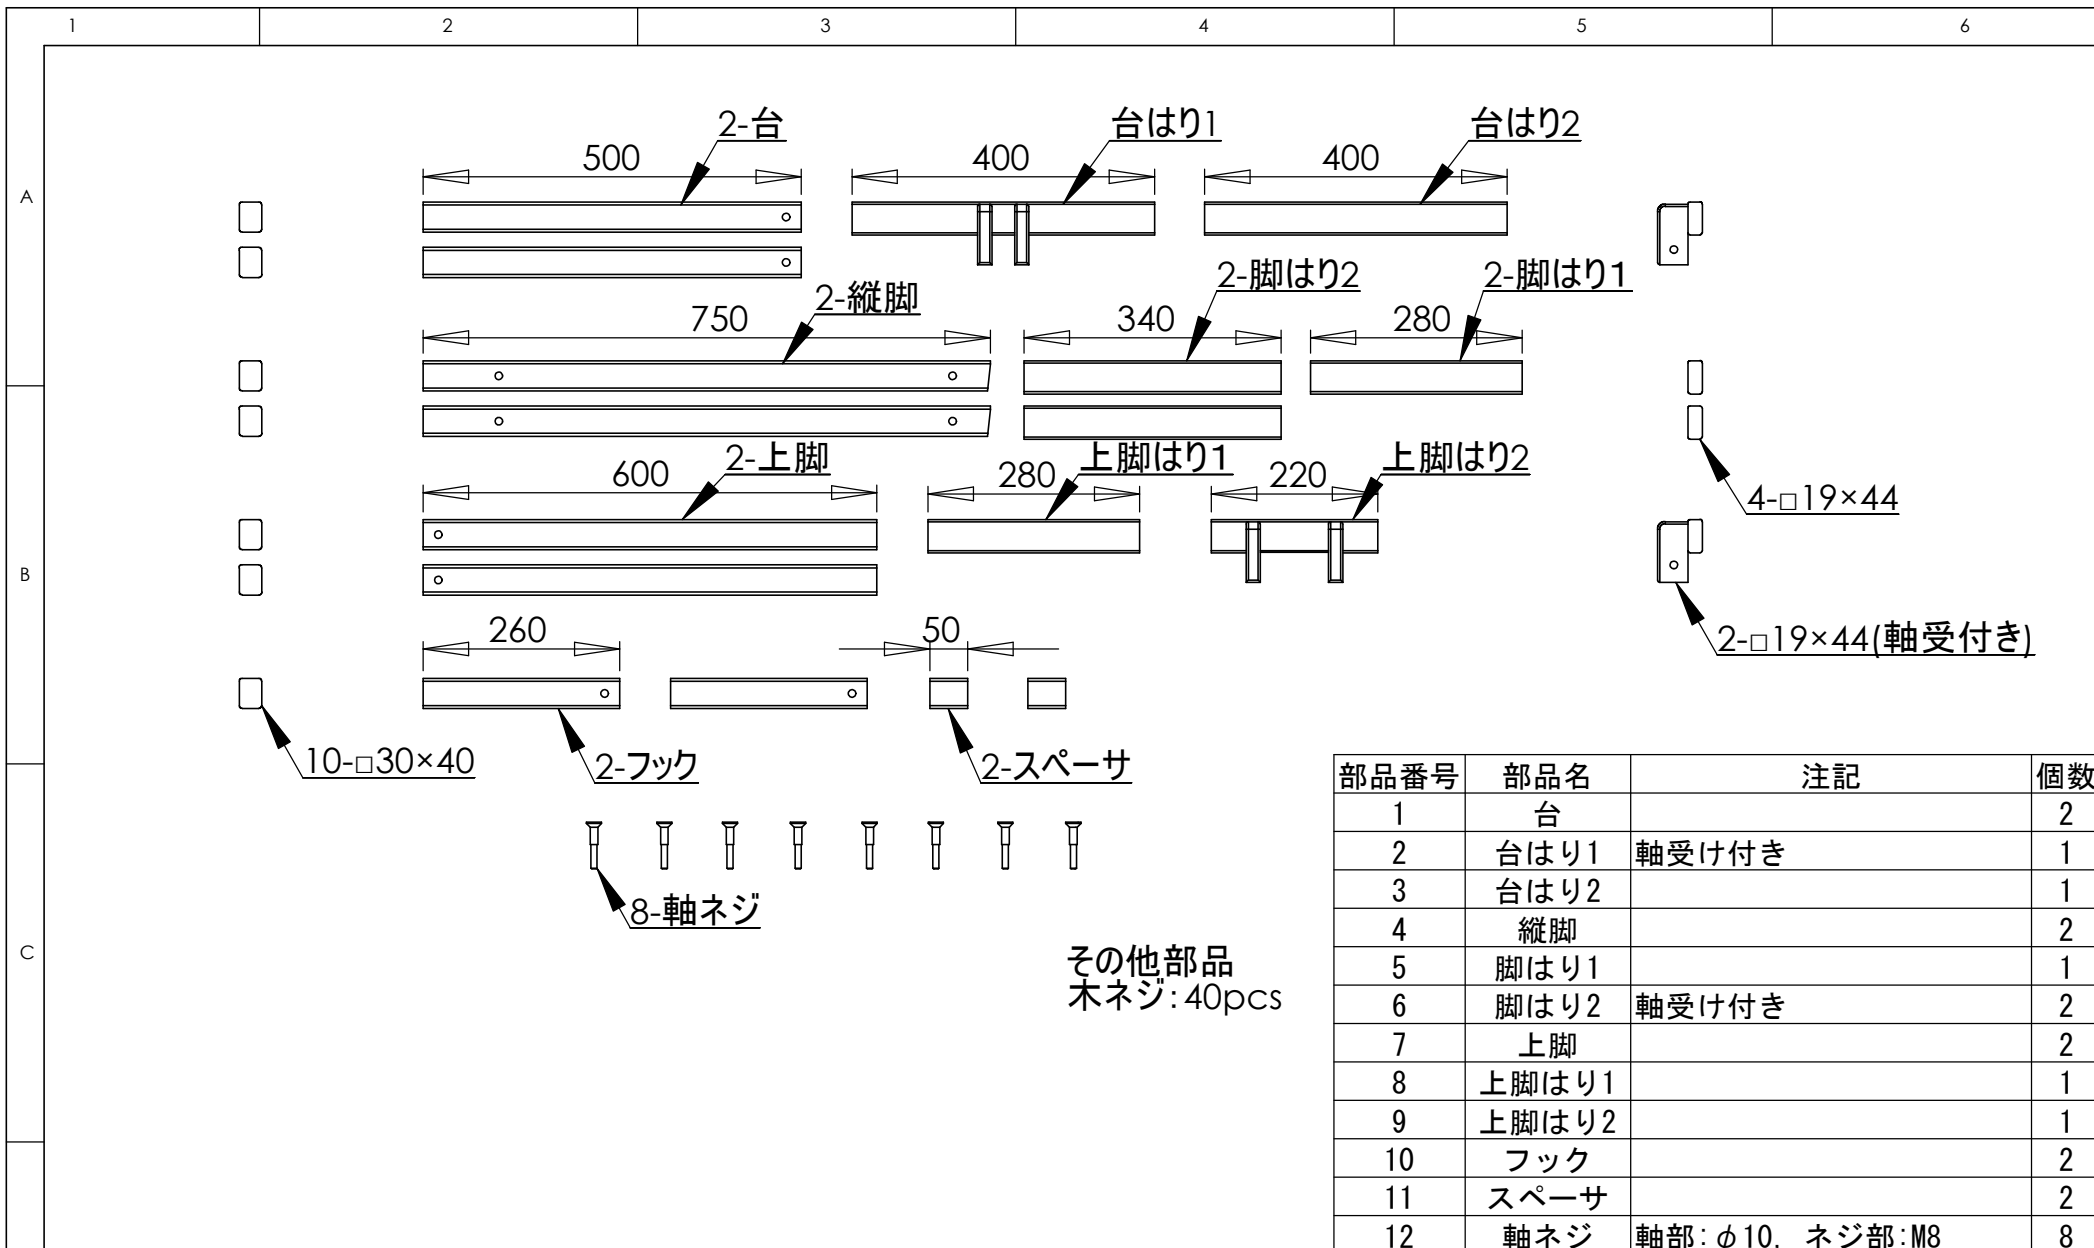 1 2 3 4 5 6
A
B
C
2-台
台はり1
台はり2
500
400
400
2-縦脚
2-脚はり2
2-脚はり1
750
340
280
2-上脚
上脚はり1
上脚はり2
600
280
220
4-□19×44
260
50
2-□19×44(軸受付き)
10-□30×40
2-フック
2-スペーサ
8-軸ネジ
その他部品
木ネジ:40pcs
部品番号 部品名 注記 個数
1 台 2
2 台はり1 軸受け付き 1
3 台はり2 1
4 縦脚 2
5 脚はり1 1
6 脚はり2 軸受け付き 2
7 上脚 2
8 上脚はり1 1
9 上脚はり2 1
10 フック 2
11 スペーサ 2
12 軸ネジ 軸部:φ10, ネジ部:M8 8